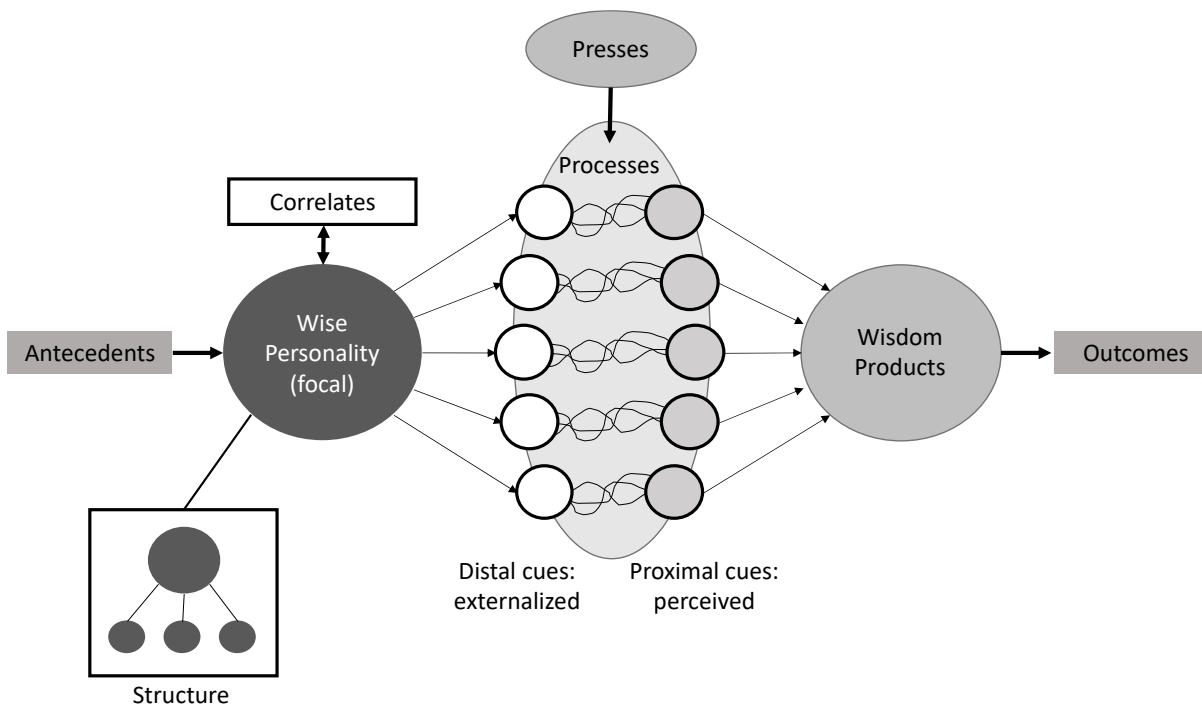 Presses
Processes
Correlates
Wise
Personality
(focal)
Antecedents
Wisdom
Products
Outcomes
Distal cues:
externalized
Proximal cues:
perceived
Structure